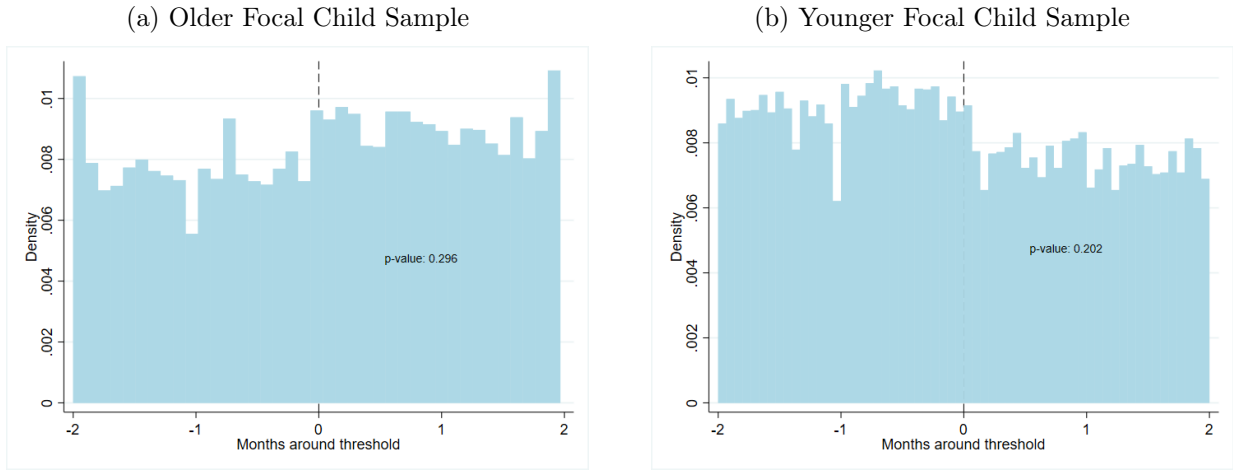 (a) Older Focal Child Sample
Density
0
.002
.004
.006
.008
.01
p-value: 0.296
-2 -1 0 1 2
Months around threshold
(b) Younger Focal Child Sample
Density
0
.002
.004
.006
.008
.01
p-value: 0.202
-2 -1 0 1 2
Months around threshold